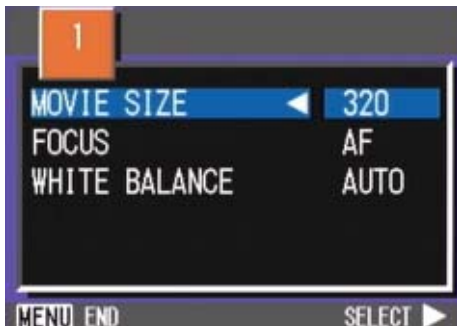 1
MOVIE SIZE ◀ 320
FOCUS AF
WHITE BALANCE AUTO
MENU END SELECT ▶